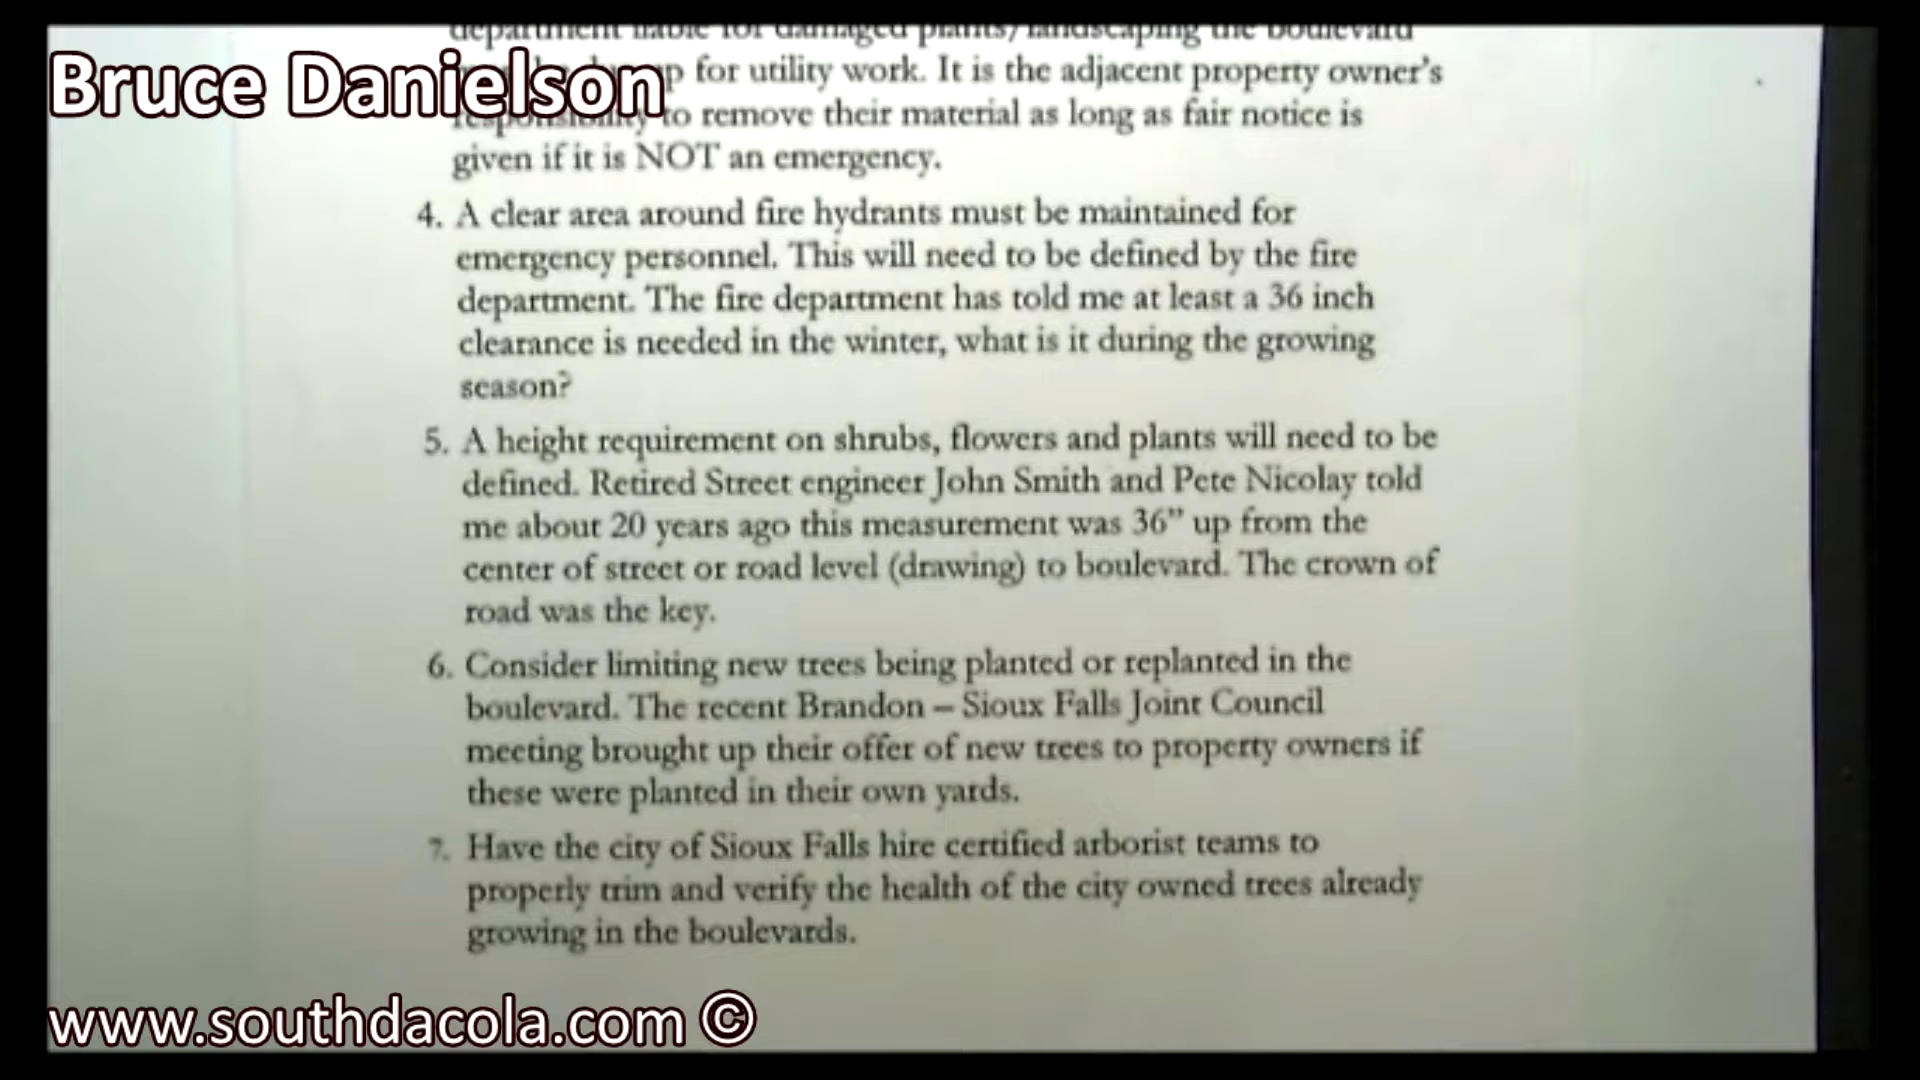 department liable for damaged plants/landscaping the boulevard
Bruce Danielson
up for utility work. It is the adjacent property owner's
responsibility to remove their material as long as fair notice is
given if it is NOT an emergency.
4. A clear area around fire hydrants must be maintained for
emergency personnel. This will need to be defined by the fire
department. The fire department has told me at least a 36 inch
clearance is needed in the winter, what is it during the growing
season?
5. A height requirement on shrubs, flowers and plants will need to be
defined. Retired Street engineer John Smith and Pete Nicolay told
me about 20 years ago this measurement was 36” up from the
center of street or road level (drawing) to boulevard. The crown of
road was the key.
6. Consider limiting new trees being planted or replanted in the
boulevard. The recent Brandon – Sioux Falls Joint Council
meeting brought up their offer of new trees to property owners if
these were planted in their own yards.
7. Have the city of Sioux Falls hire certified arborist teams to
properly trim and verify the health of the city owned trees already
growing in the boulevards.
www.southdacola.com ©